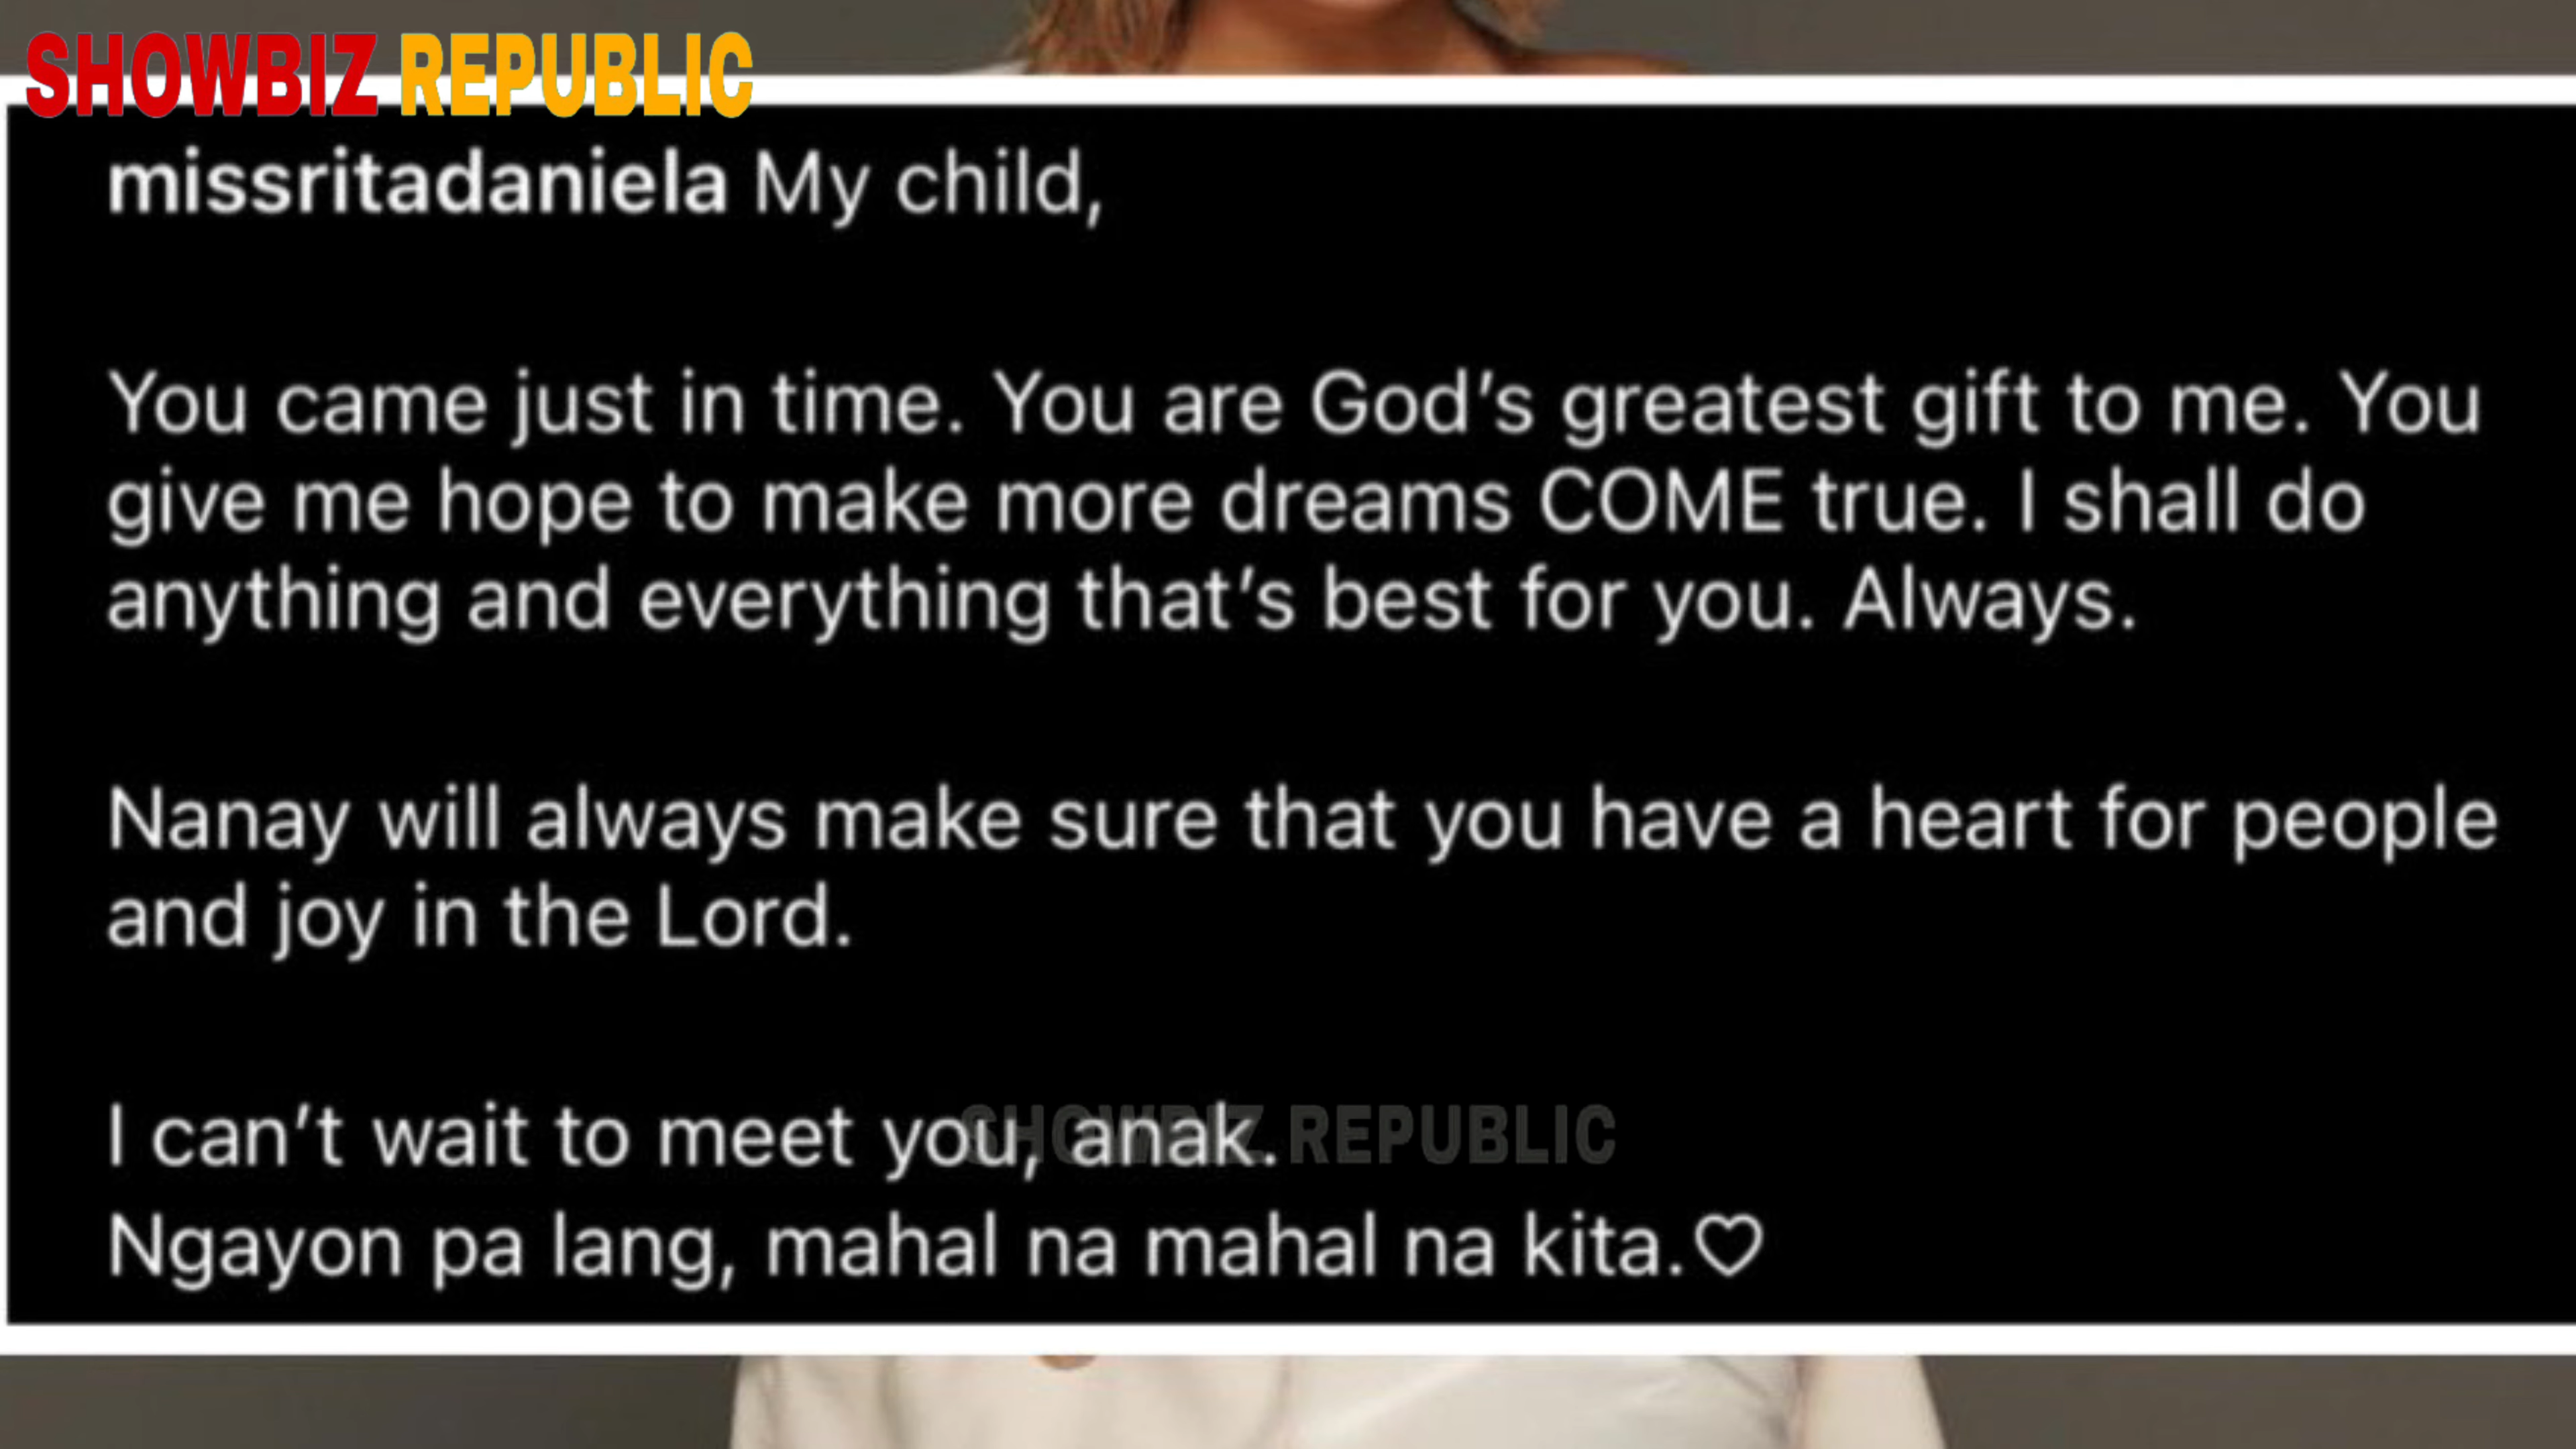 SHOWBIZ REPUBLIC
missritadaniela My child,
You came just in time. You are God's greatest gift to me. You
give me hope to make more dreams COME true. I shall do
anything and everything that's best for you. Always.
Nanay will always make sure that you have a heart for people
and joy in the Lord.
I can't wait to meet you, anak.
SHOWBIZ REPUBLIC
Ngayon pa lang, mahal na mahal na kita.♡